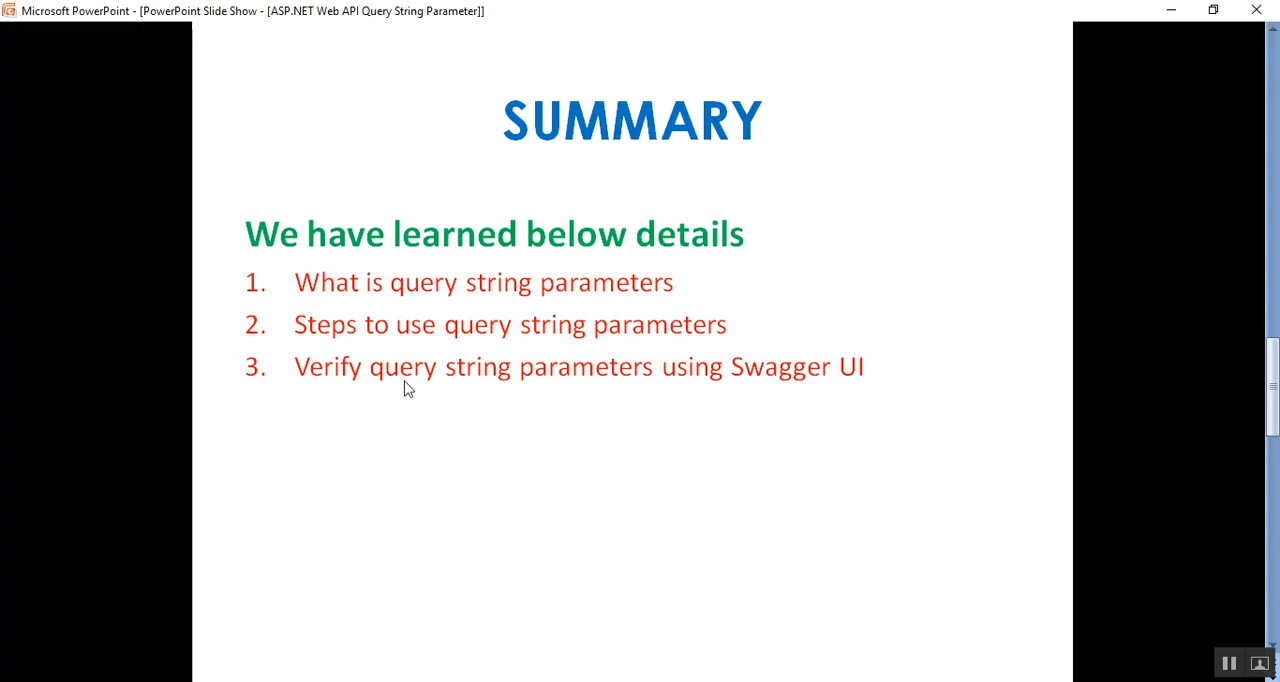 Microsoft PowerPoint - [PowerPoint Slide Show - [ASP.NET Web API Query String Parameter]]
SUMMARY
We have learned below details
1. What is query string parameters
2. Steps to use query string parameters
3. Verify query string parameters using Swagger UI